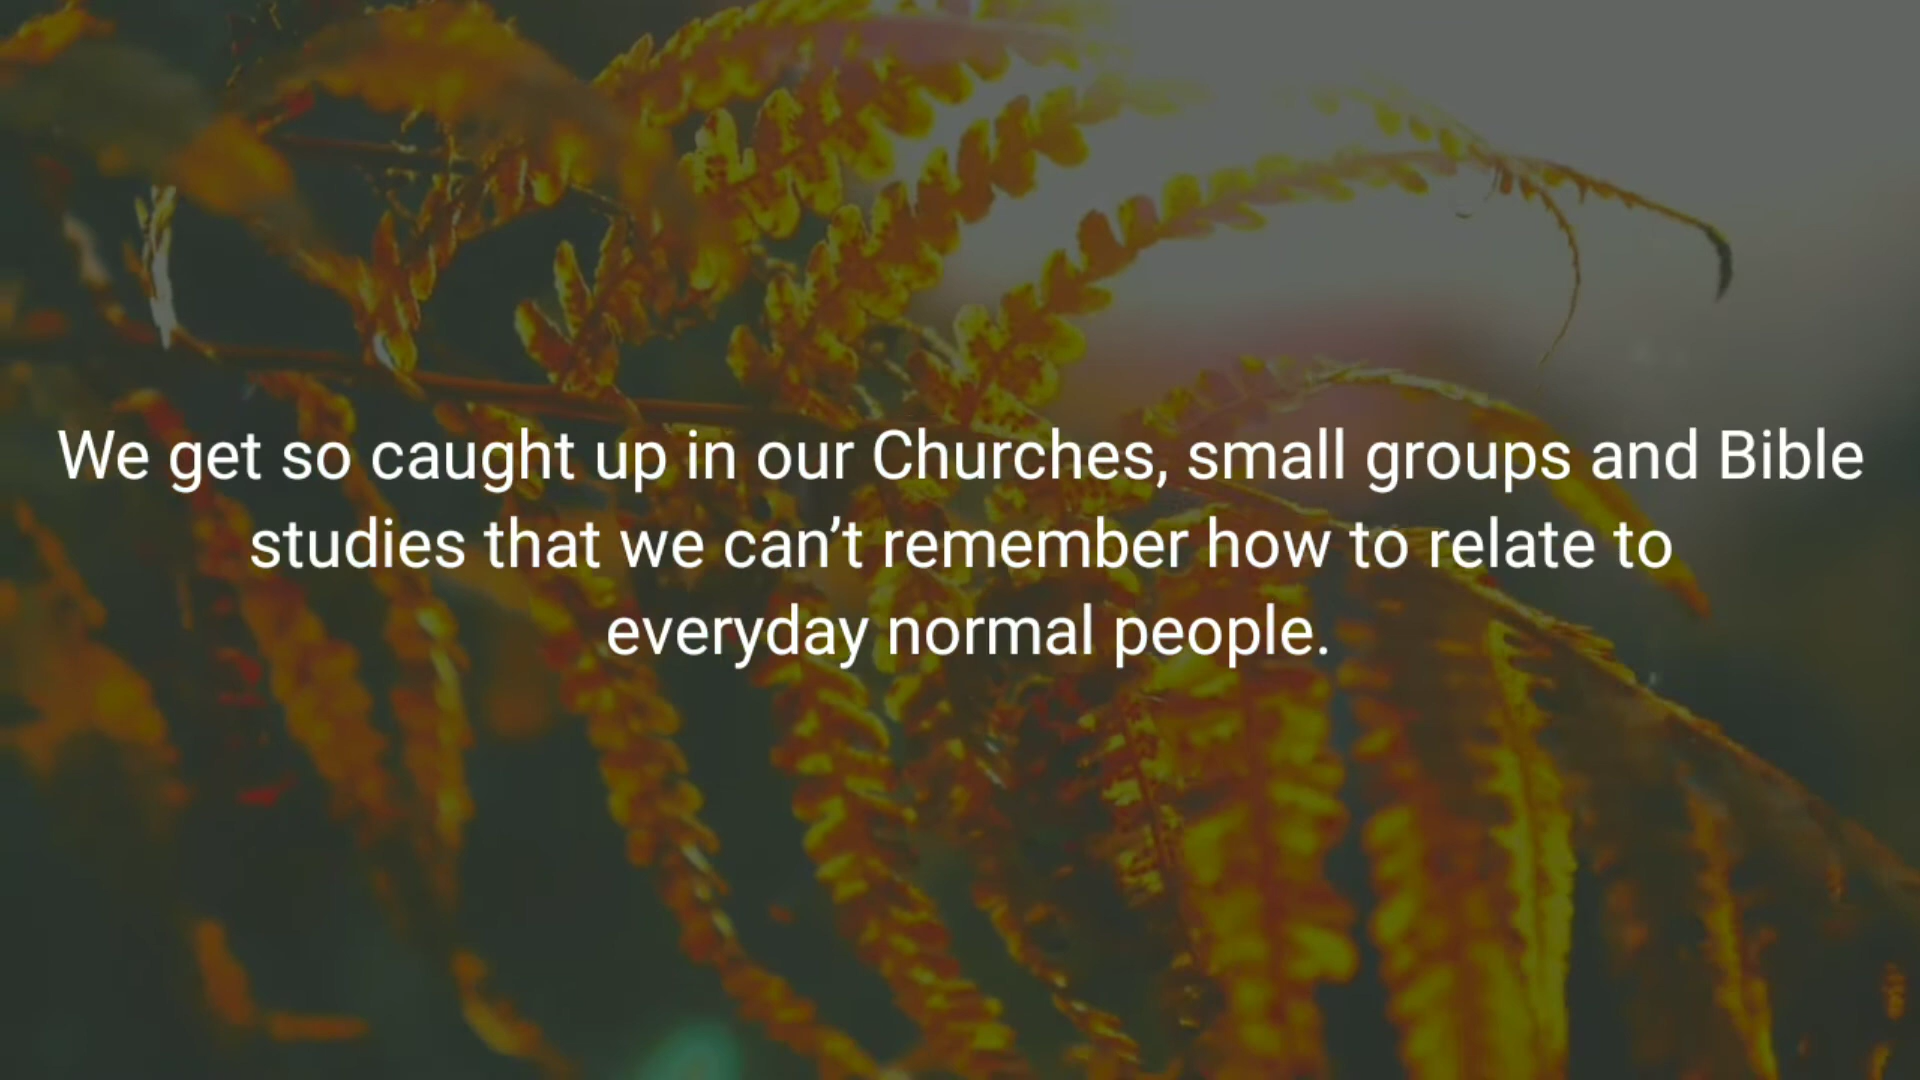 We get so caught up in our Churches, small groups and Bible
studies that we can’t remember how to relate to
everyday normal people.